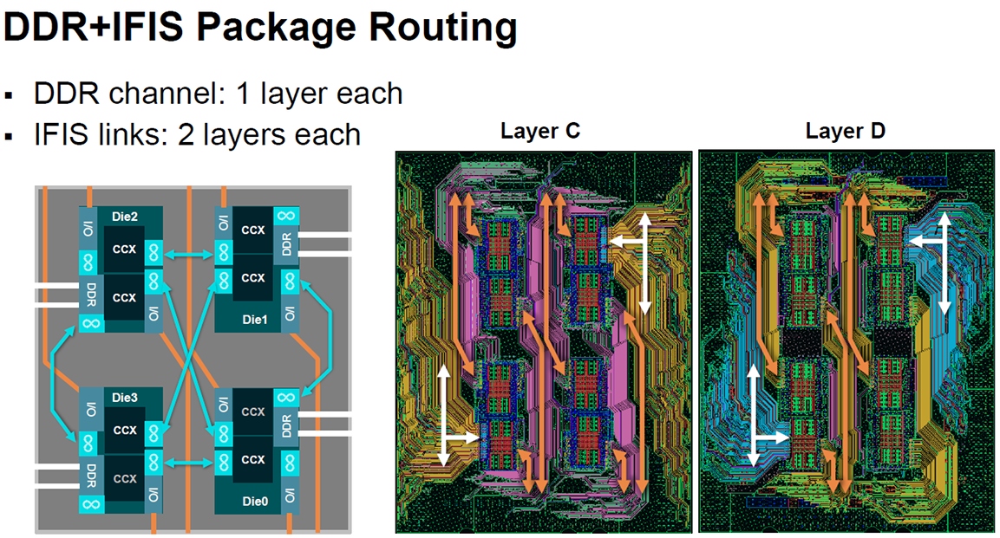 DDR+IFIS Package Routing
▪ DDR channel: 1 layer each
▪ IFIS links: 2 layers each
Layer C
Layer D
Die2
I/O
CCX
∞
∞
DDR
CCX
∞
∞
I/O
I/O
CCX
∞
DDR
∞
CCX
∞
∞
Die1
I/O
Die3
I/O
CCX
∞
∞
DDR
CCX
∞
∞
I/O
I/O
CCX
∞
DDR
∞
CCX
∞
∞
Die0
I/O